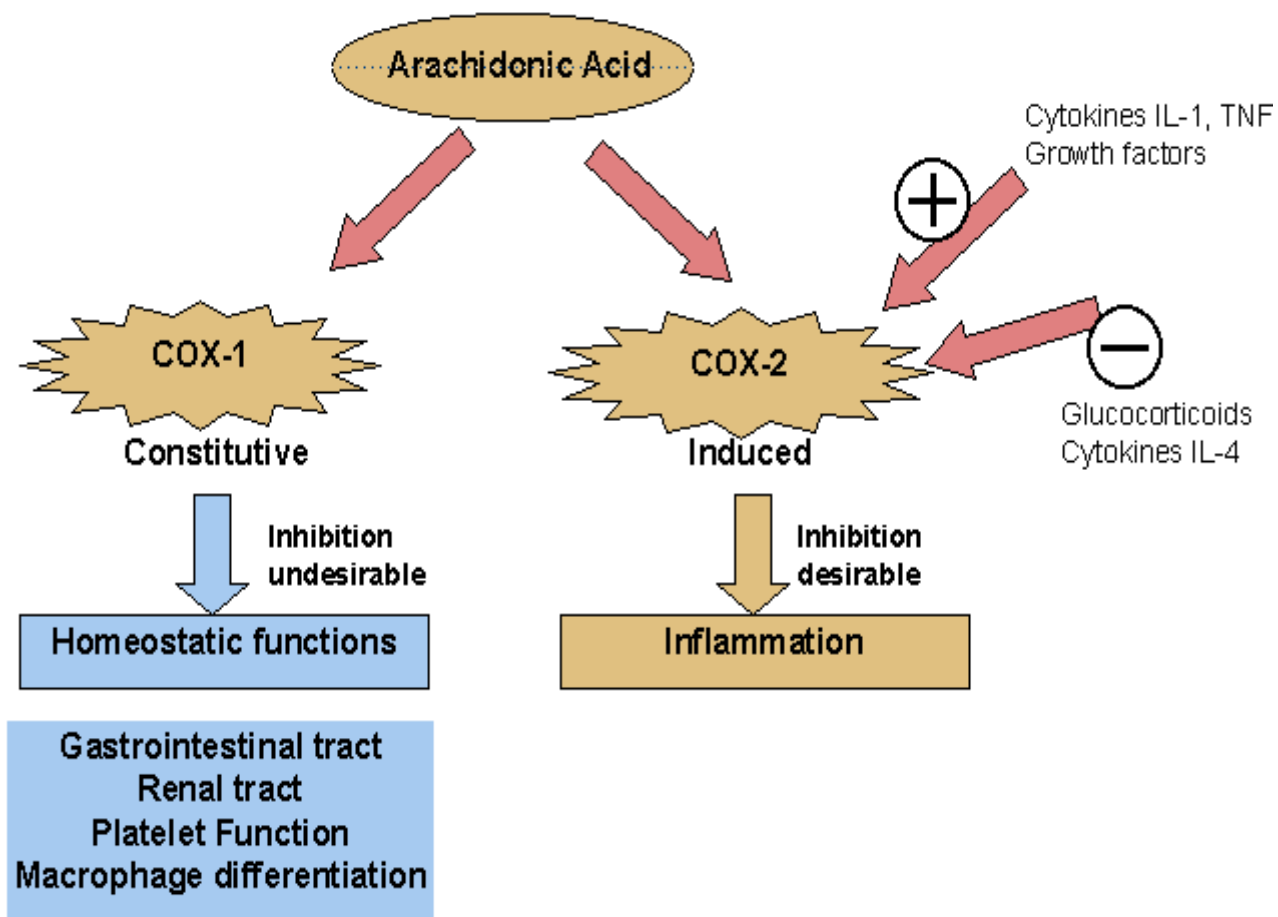 Arachidonic Acid
Cytokines IL-1, TNF
Growth factors
+
−
COX-1
COX-2
Glucocorticoids
Cytokines IL-4
Constitutive
Induced
Inhibition
undesirable
Inhibition
desirable
Homeostatic functions
Inflammation
Gastrointestinal tract
Renal tract
Platelet Function
Macrophage differentiation